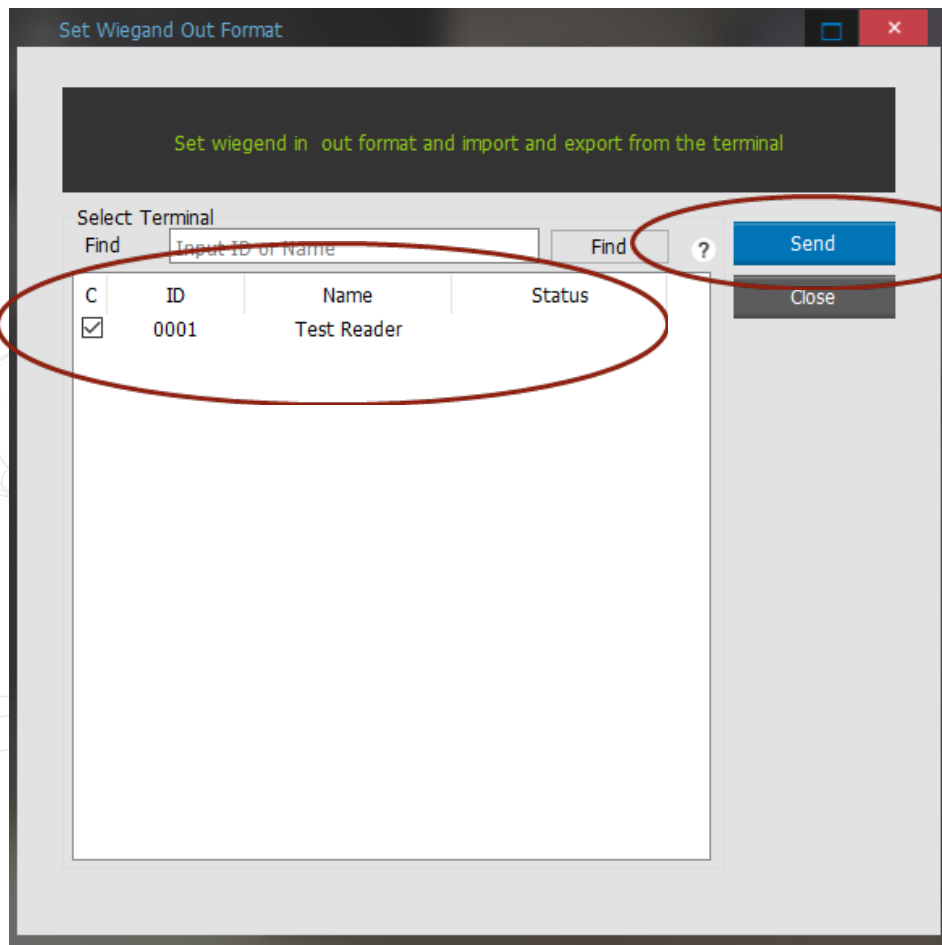 Set Wiegand Out Format
Set wiegend in out format and import and export from the terminal
Select Terminal
Find Input ID or Name Find ? Send
Close
C ID Name Status
0001 Test Reader